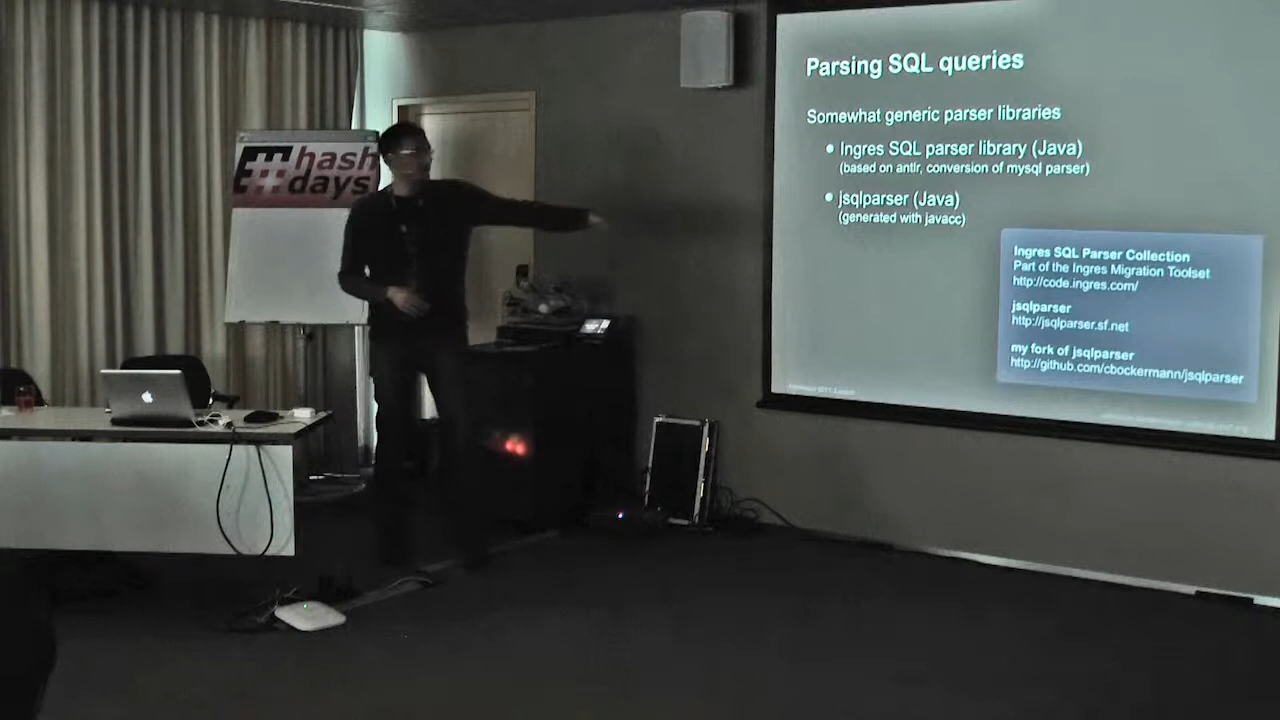 hash
days
Parsing SQL queries
Somewhat generic parser libraries
• Ingres SQL parser library (Java)
(based on antlr, conversion of mysql parser)
• jsqlparser (Java)
(generated with javacc)
Ingres SQL Parser Collection
Part of the Ingres Migration Toolset
http://code.ingres.com/
jsqlparser
http://jsqlparser.sf.net
my fork of jsqlparser
http://github.com/cbockermann/jsqlparser